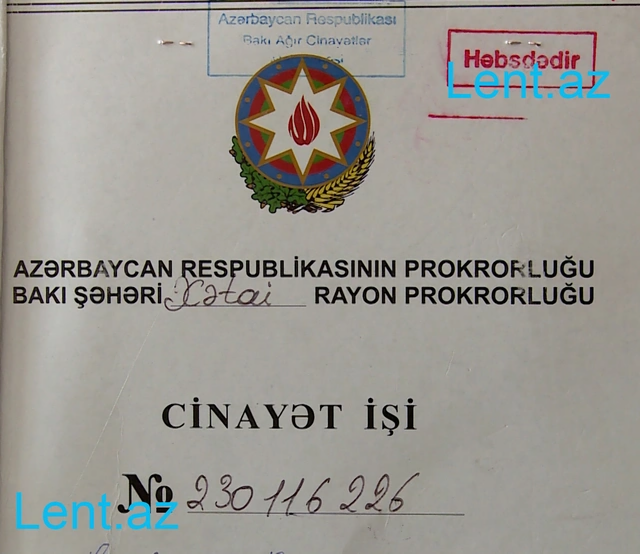 Azərbaycan Respublikası
Bakı Ağır Cinayətlər
Həbsdədir
Lent.az
AZƏRBAYCAN RESPUBLİKASININ PROKRORLUĞU
BAKI ŞƏHƏRİ Xətai RAYON PROKRORLUĞU
CİNAYƏT İŞİ
№ 230116226
Lent.az